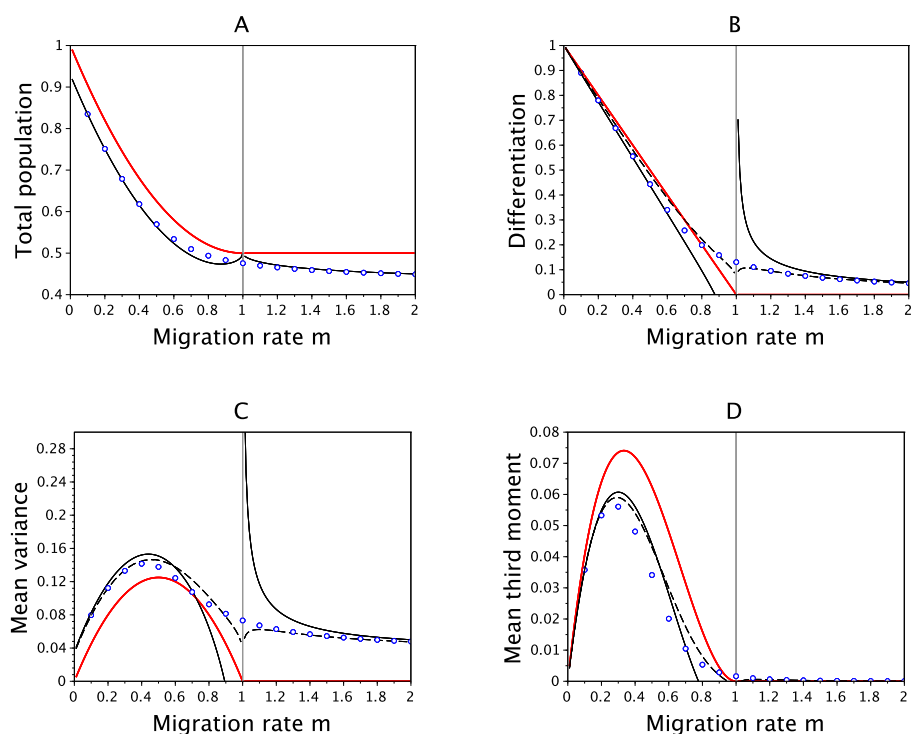 A
Total population
1
0.9
0.8
0.7
0.6
0.5
0.4
0 0.2 0.4 0.6 0.8 1 1.2 1.4 1.6 1.8 2
Migration rate m
B
Differentiation
1
0.9
0.8
0.7
0.6
0.5
0.4
0.3
0.2
0.1
0
0 0.2 0.4 0.6 0.8 1 1.2 1.4 1.6 1.8 2
Migration rate m
C
Mean variance
0.28
0.24
0.20
0.16
0.12
0.08
0.04
0
0 0.2 0.4 0.6 0.8 1 1.2 1.4 1.6 1.8 2
Migration rate m
D
Mean third moment
0.08
0.07
0.06
0.05
0.04
0.03
0.02
0.01
0
0 0.2 0.4 0.6 0.8 1 1.2 1.4 1.6 1.8 2
Migration rate m